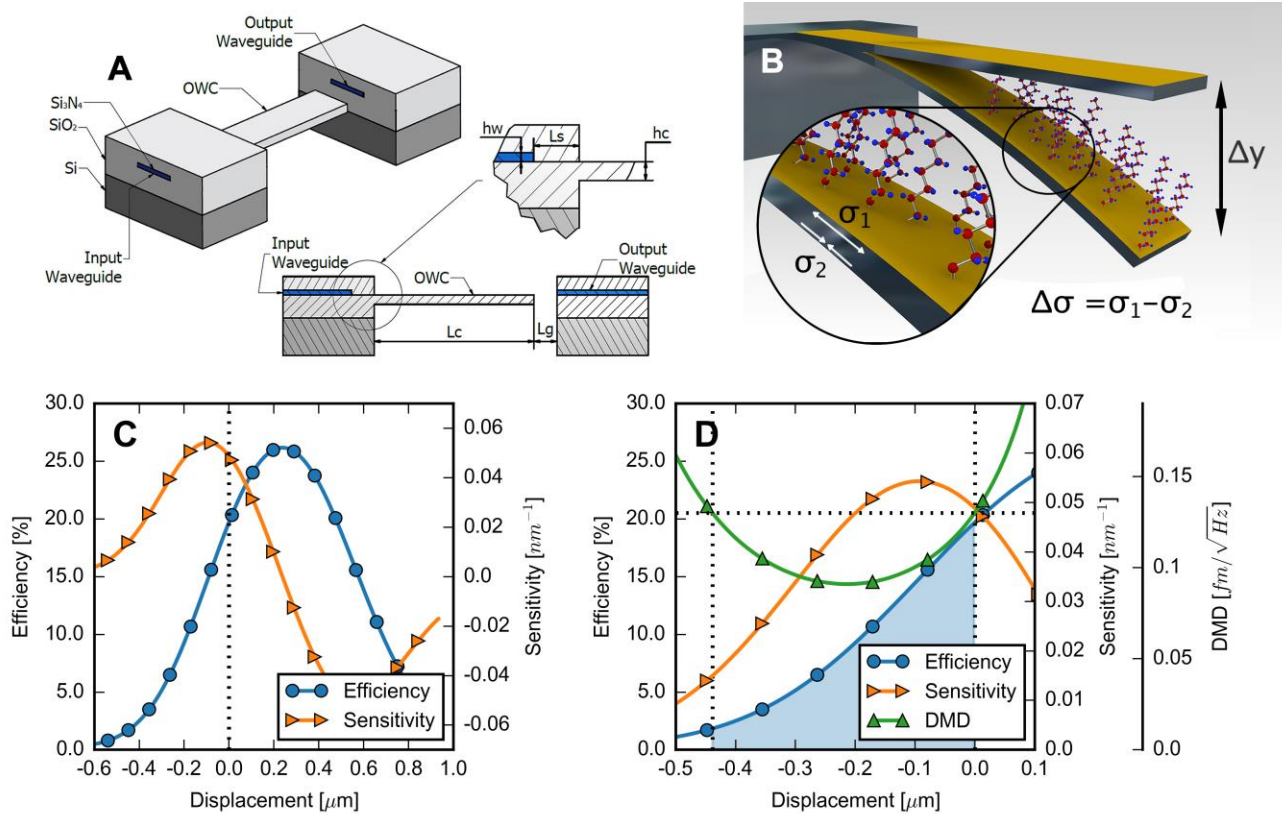 A
Output
Waveguide
OWC
Si₃N₄
SiO₂
Si
Input
Waveguide
hw
Ls
hc
Input
Waveguide
OWC
Output
Waveguide
Lc
Lg
B
σ₁
σ₂
Δy
Δσ =σ₁-σ₂
C
Efficiency [%]
30.0
25.0
20.0
15.0
10.0
5.0
0.0
-0.6 -0.4 -0.2 0.0 0.2 0.4 0.6 0.8 1.0
Displacement [μm]
0.06
0.04
0.02
0.0
-0.02
-0.04
-0.06
Sensitivity [nm⁻¹]
Efficiency
Sensitivity
D
Efficiency [%]
30.0
25.0
20.0
15.0
10.0
5.0
0.0
-0.5 -0.4 -0.3 -0.2 -0.1 0.0 0.1
Displacement [μm]
0.07
0.06
0.05
0.04
0.03
0.02
0.01
0.00
Sensitivity [nm⁻¹]
0.15
0.10
0.0
DMD [fm/√Hz]
Efficiency
Sensitivity
DMD